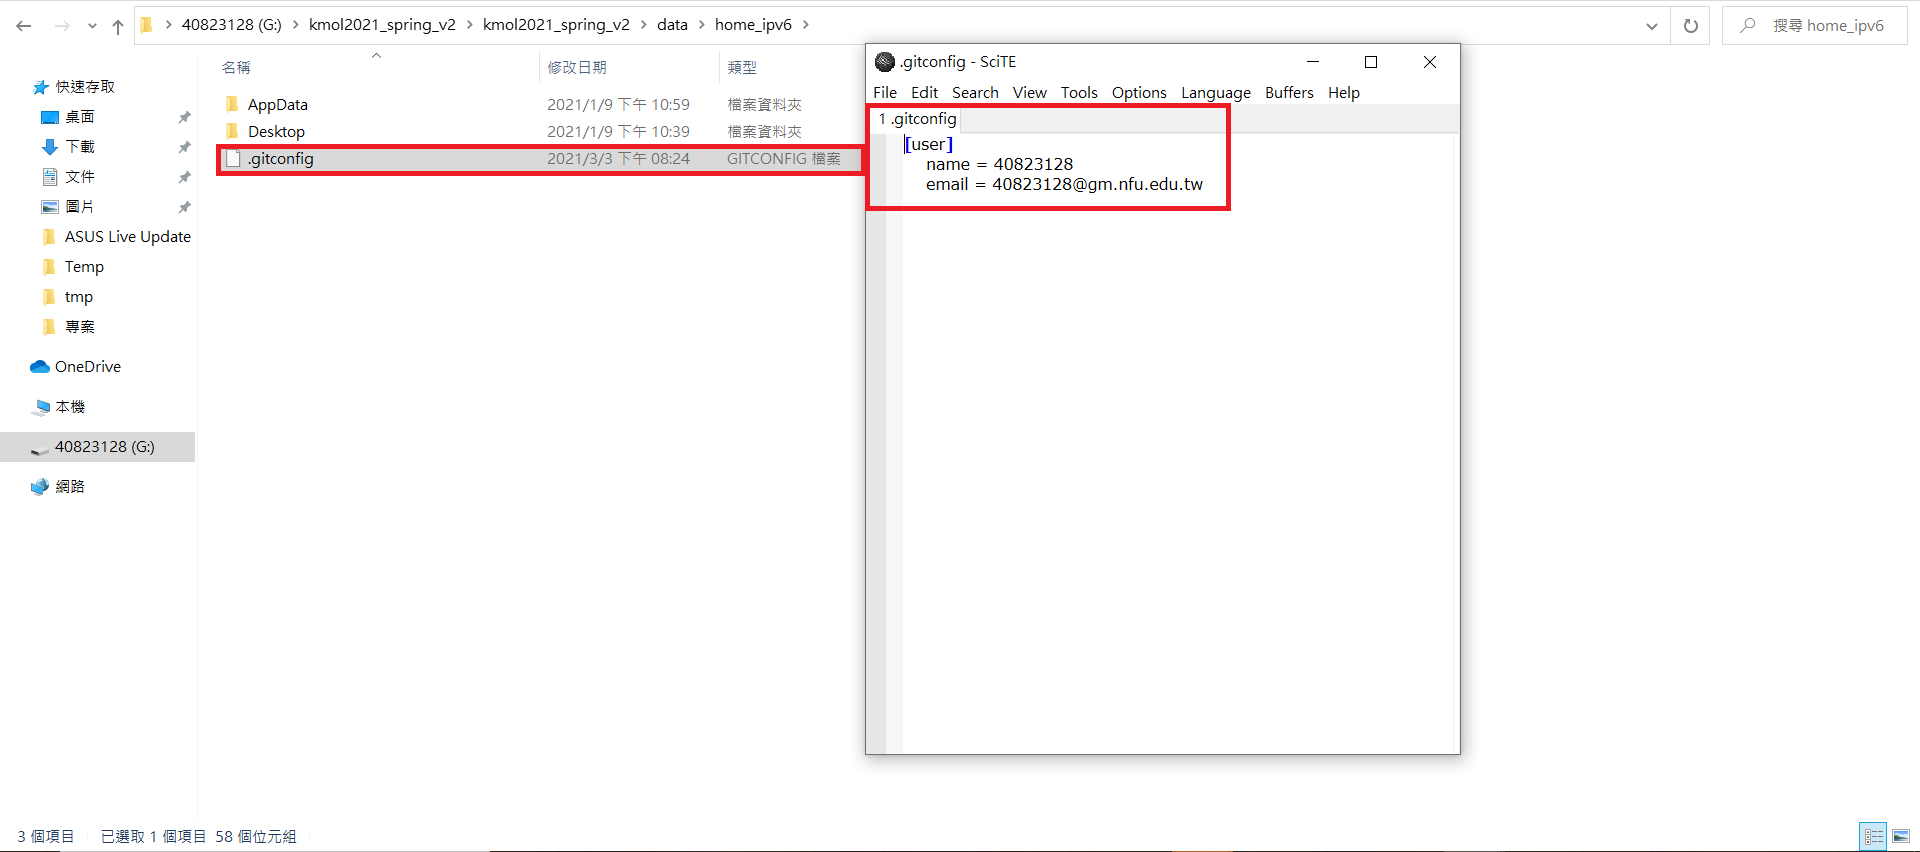 40823128 (G:) > kmol2021_spring_v2 > kmol2021_spring_v2 > data > home_ipv6 >
搜尋 home_ipv6
快速存取
桌面
下載
文件
圖片
ASUS Live Update
Temp
tmp
專案
OneDrive
本機
40823128 (G:)
網路
名稱 修改日期 類型
AppData 2021/1/9 下午 10:59 檔案資料夾
Desktop 2021/1/9 下午 10:39 檔案資料夾
.gitconfig 2021/3/3 下午 08:24 GITCONFIG 檔案
.gitconfig - SciTE
File Edit Search View Tools Options Language Buffers Help
1 .gitconfig
[user]
name = 40823128
email = 40823128@gm.nfu.edu.tw
3 個項目 已選取 1 個項目 58 個位元組